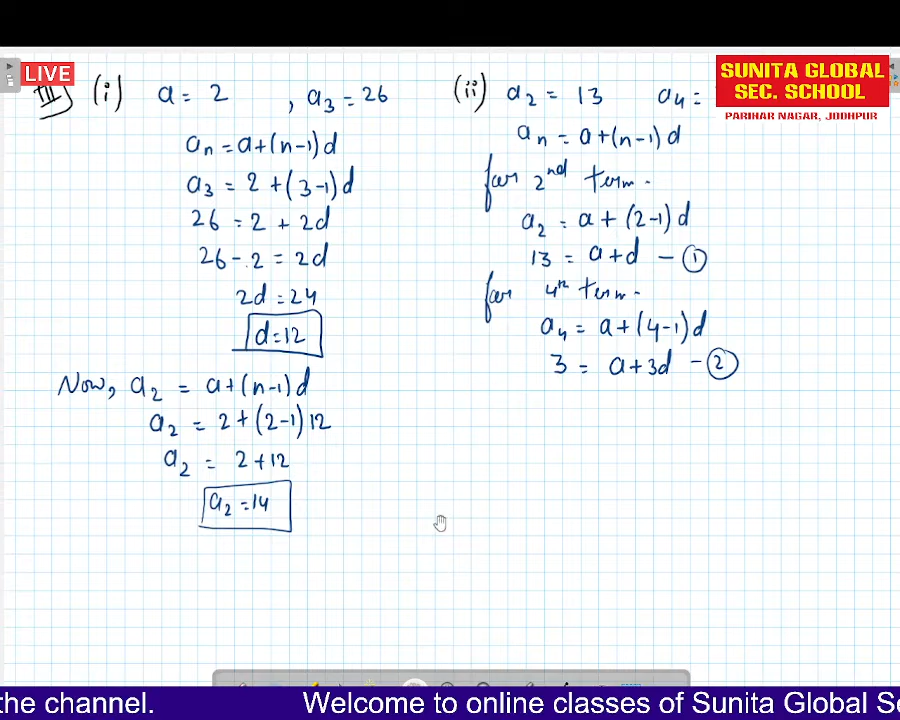 LIVE
SUNITA GLOBAL
SEC. SCHOOL
PARIHAR NAGAR, JODHPUR
III) (i) a = 2 , a₃ = 26
aₙ = a+(n-1)d
a₃ = 2 + (3-1)d
26 = 2 + 2d
26 - 2 = 2d
2d = 24
d = 12
Now, a₂ = a+(n-1)d
a₂ = 2 + (2-1)12
a₂ = 2+12
a₂ = 14
(ii) a₂ = 13 a₄ =
aₙ = a+(n-1)d
for 2nd term.
a₂ = a + (2-1)d
13 = a+d - ①
for 4th term.
a₄ = a+(4-1)d
3 = a+3d - ②
the channel. Welcome to online classes of Sunita Global Se